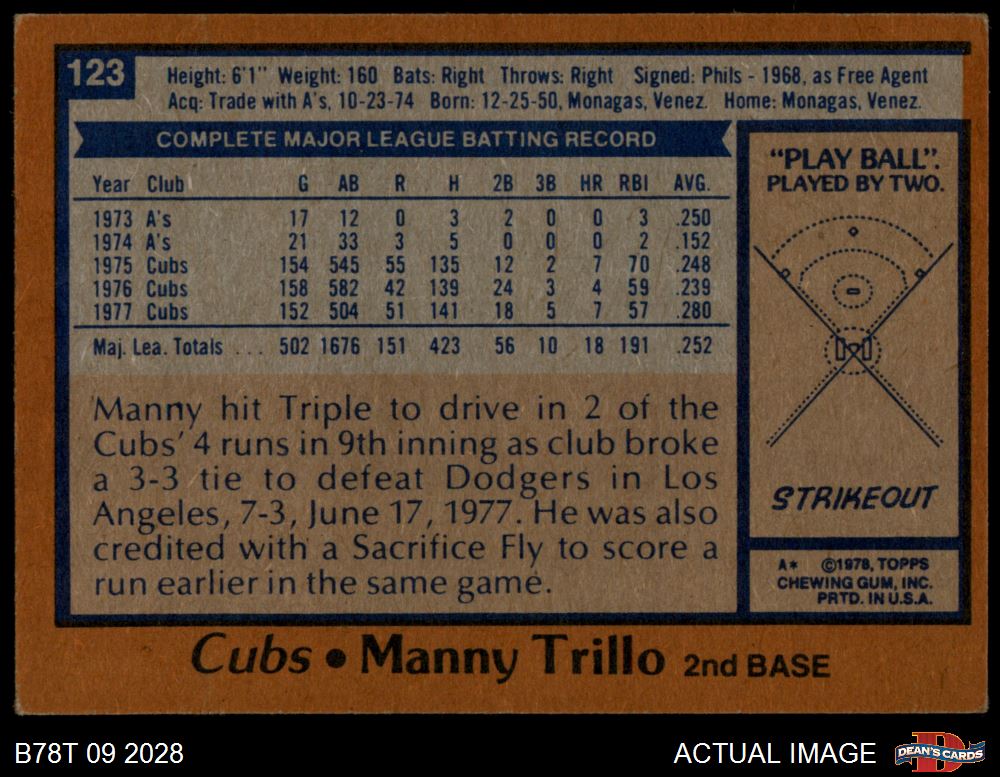 123
Height: 6'1" Weight: 160 Bats: Right Throws: Right Signed: Phils - 1968, as Free Agent
Acq: Trade with A's, 10-23-74 Born: 12-25-50, Monagas, Venez. Home: Monagas, Venez.
COMPLETE MAJOR LEAGUE BATTING RECORD
Year Club G AB R H 2B 3B HR RBI AVG.
1973 A's 17 12 0 3 2 0 0 3 .250
1974 A's 21 33 3 5 0 0 0 2 .152
1975 Cubs 154 545 55 135 12 2 7 70 .248
1976 Cubs 158 582 42 139 24 3 4 59 .239
1977 Cubs 152 504 51 141 18 5 7 57 .280
Maj. Lea. Totals ... 502 1676 151 423 56 10 18 191 .252
Manny hit Triple to drive in 2 of the
Cubs' 4 runs in 9th inning as club broke
a 3-3 tie to defeat Dodgers in Los
Angeles, 7-3, June 17, 1977. He was also
credited with a Sacrifice Fly to score a
run earlier in the same game.
"PLAY BALL".
PLAYED BY TWO.
STRIKEOUT
A* ©1978, TOPPS
CHEWING GUM, INC.
PRTD. IN U.S.A.
Cubs • Manny Trillo 2nd BASE
B78T 09 2028
ACTUAL IMAGE
D
DEAN'S CARDS